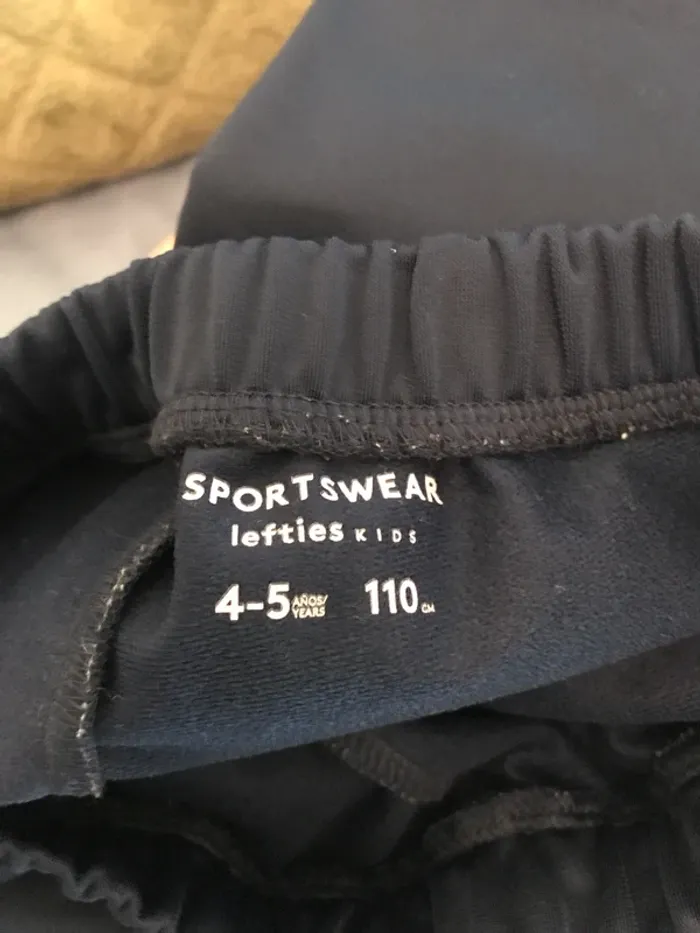 SPORTSWEAR
lefties KIDS
4-5 AÑOS/ YEARS 110 CM